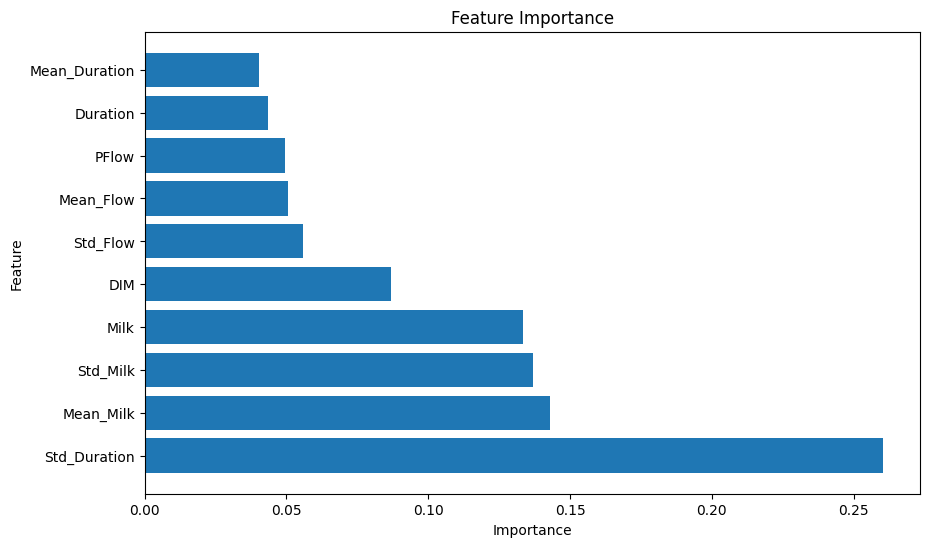 Feature Importance
Feature
Mean_Duration
Duration
PFlow
Mean_Flow
Std_Flow
DIM
Milk
Std_Milk
Mean_Milk
Std_Duration
0.00 0.05 0.10 0.15 0.20 0.25
Importance